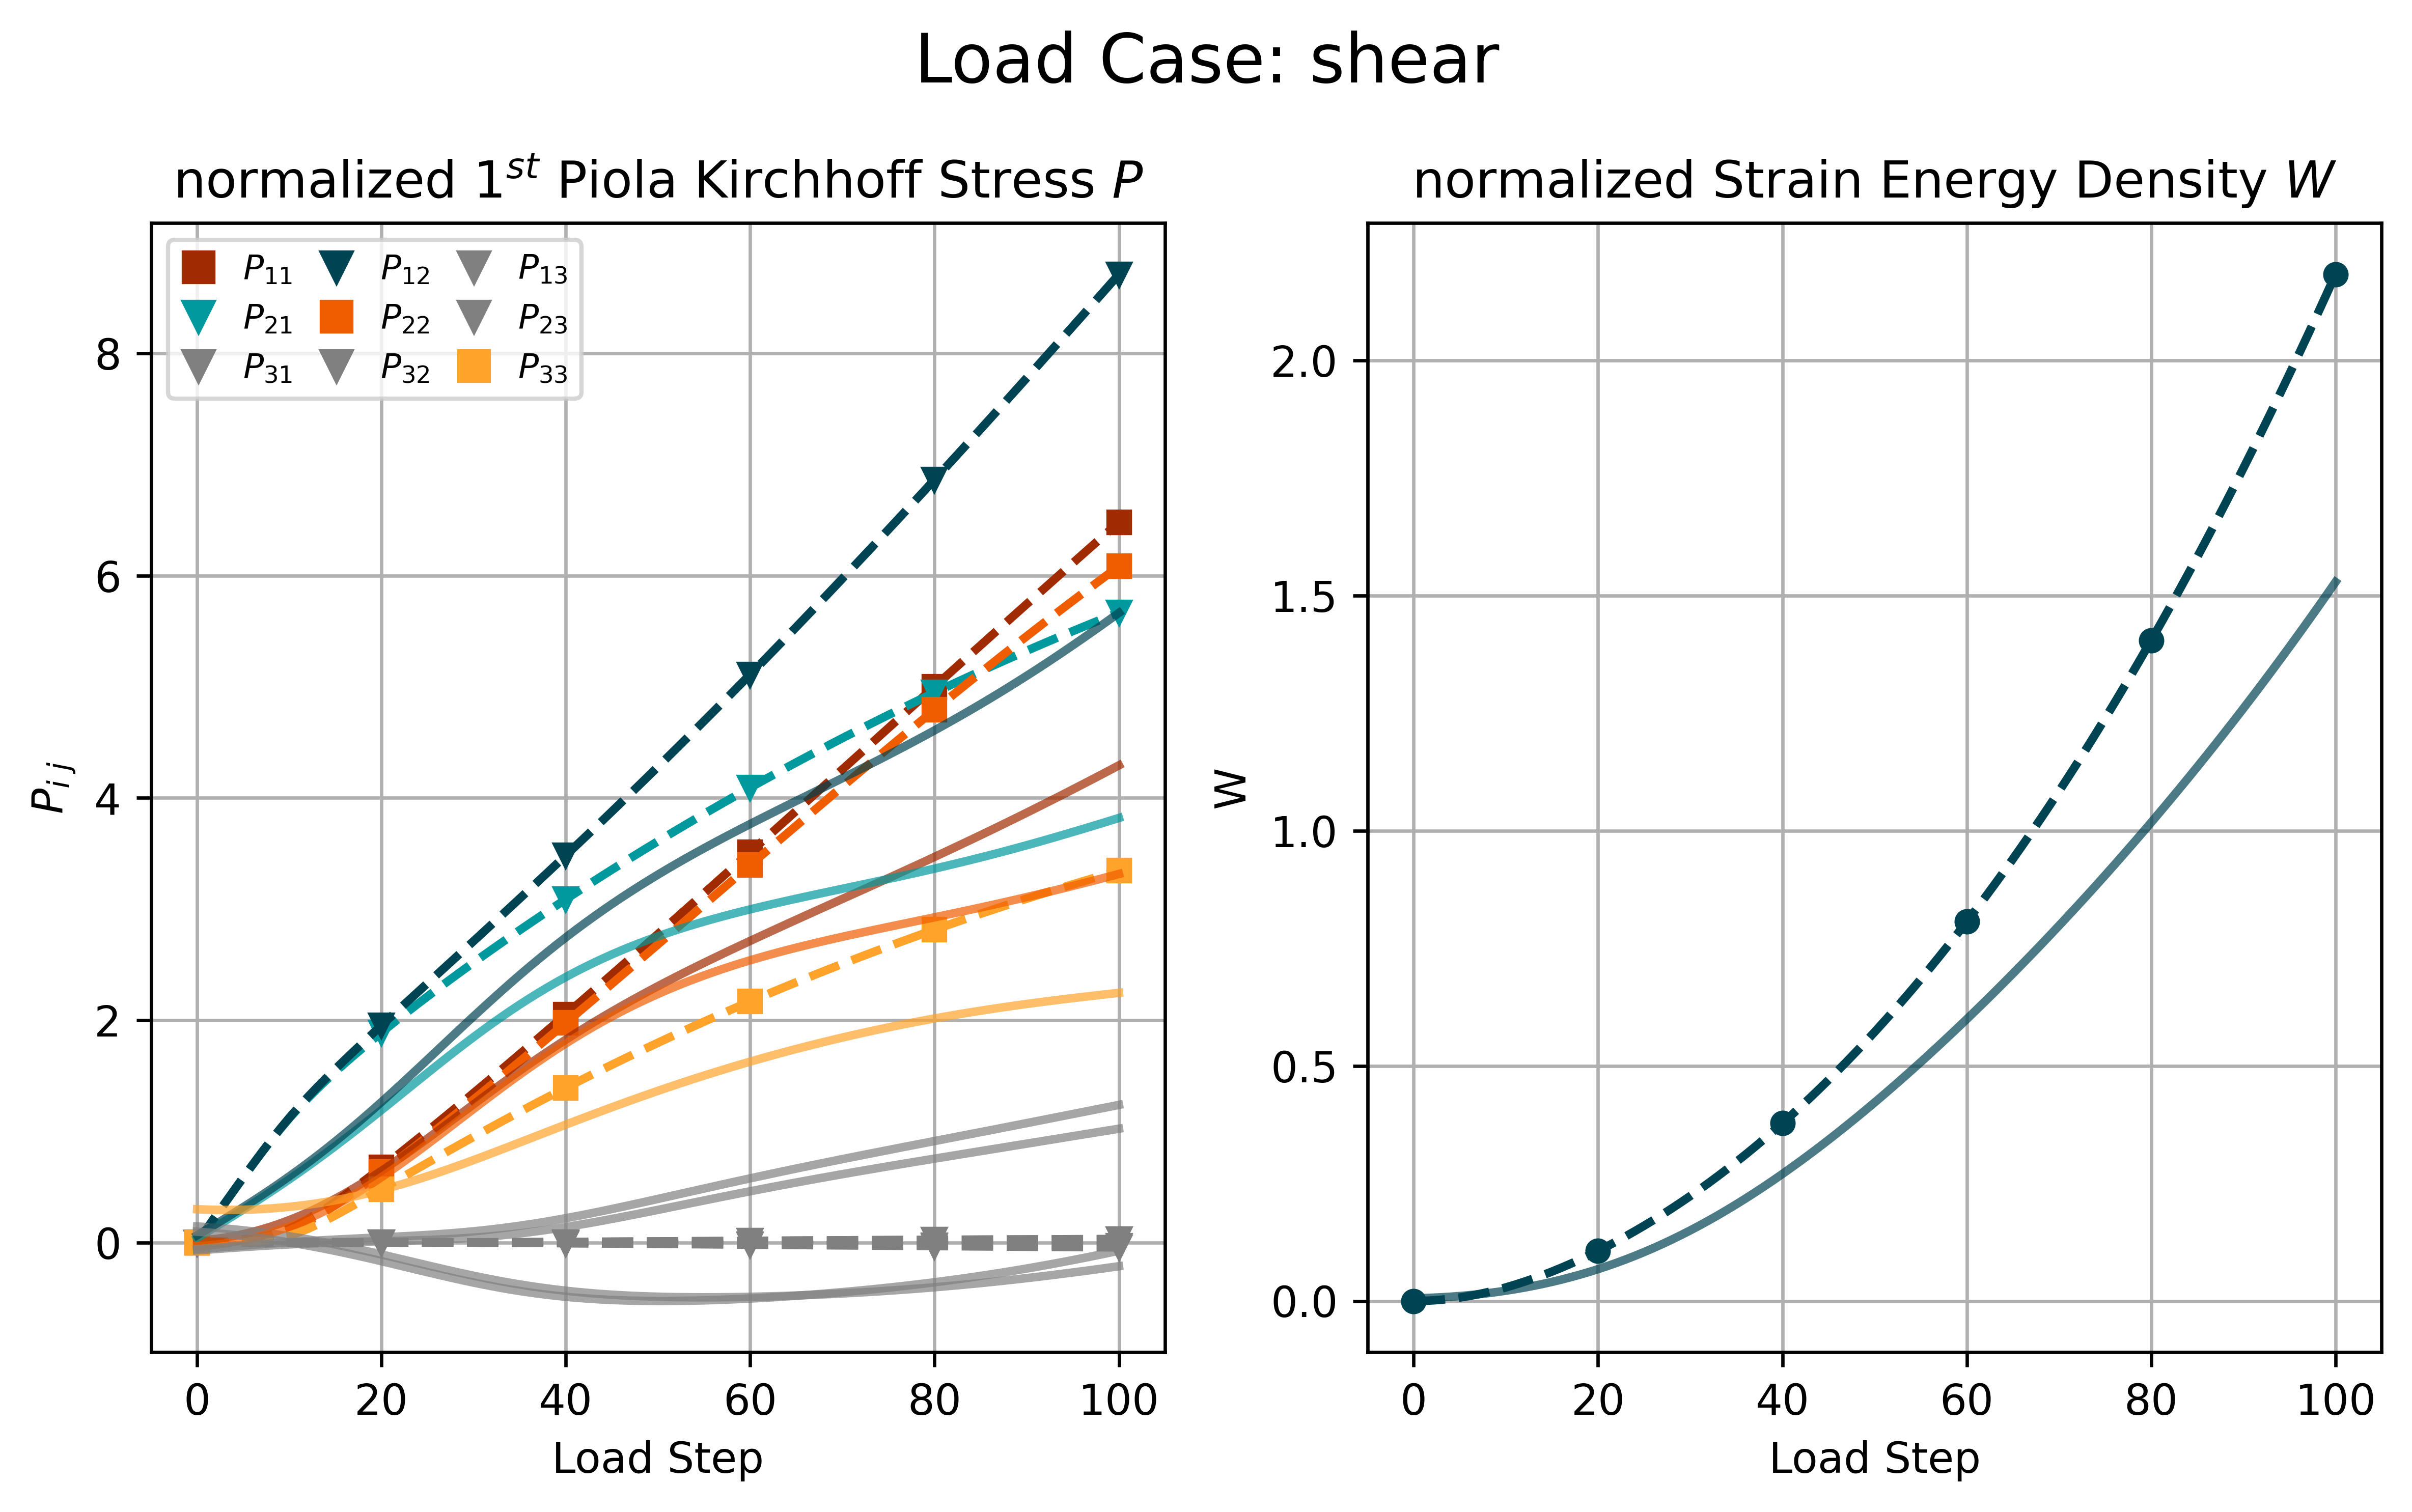 Load Case: shear
normalized 1st Piola Kirchhoff Stress P
P11 P12 P13
P21 P22 P23
P31 P32 P33
8
6
4
2
0
Pi j
0 20 40 60 80 100
Load Step
normalized Strain Energy Density W
2.0
1.5
1.0
0.5
0.0
W
0 20 40 60 80 100
Load Step